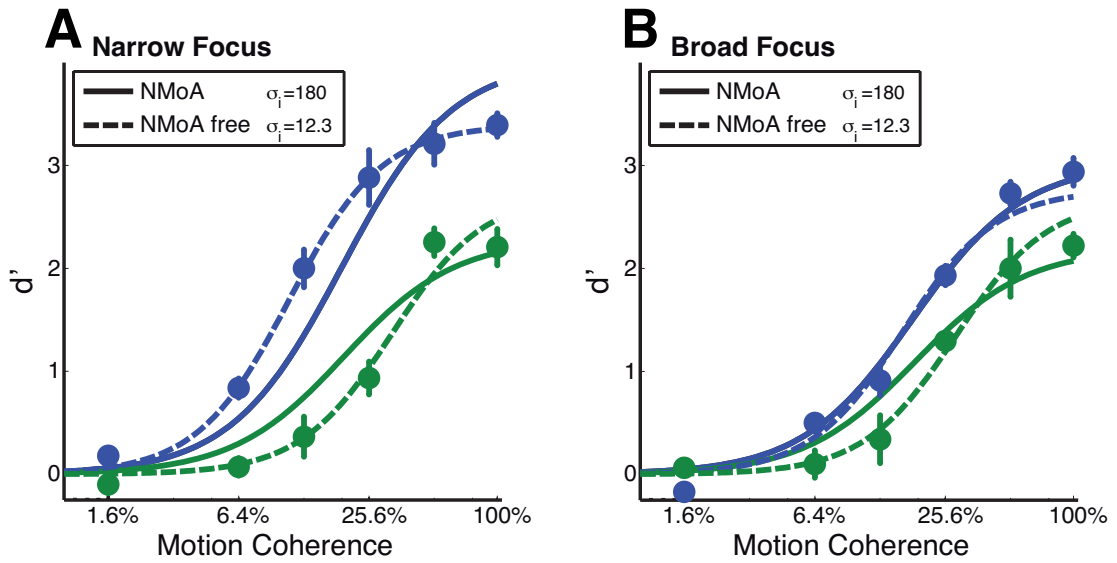 A Narrow Focus
NMoA σi=180
NMoA free σi=12.3
d'
3
2
1
0
1.6% 6.4% 25.6% 100%
Motion Coherence
B Broad Focus
NMoA σi=180
NMoA free σi=12.3
d'
3
2
1
0
1.6% 6.4% 25.6% 100%
Motion Coherence